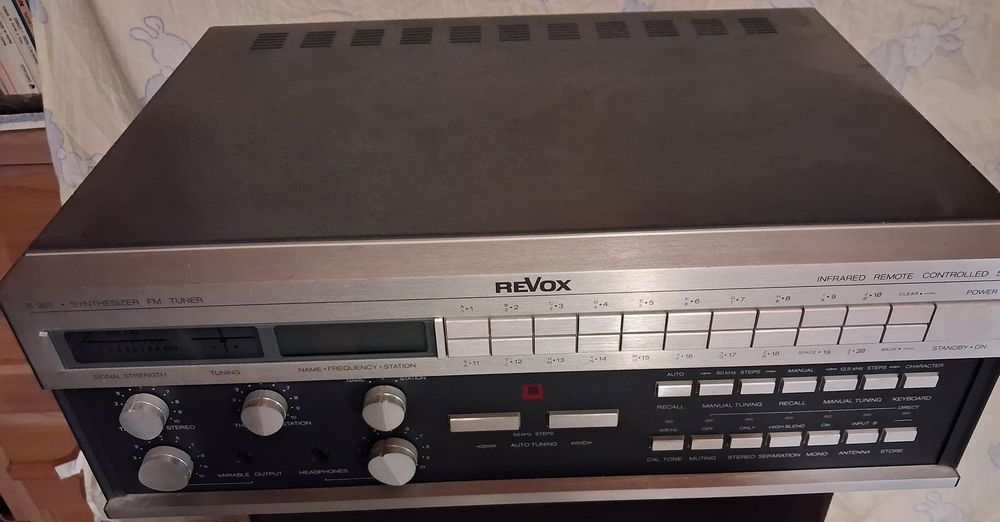 REVOX
INFRARED REMOTE CONTROLLED S
B 261 • SYNTHESIZER FM TUNER
A•1 B•2 C•3 D•4 E•5 F•6 G•7 H•8 I•9 J•10 CLEAR
POWER
K•11 L•12 M•13 N•14 O•15 P•16 Q•17 R•18 SPACE•19 20 BACK
STANDBY•ON
SIGNAL STRENGTH TUNING NAME•FREQUENCY•STATION
AUTO 50 kHz STEPS MANUAL 12.5 kHz STEPS CHARACTER
RECALL MANUAL TUNING RECALL MANUAL TUNING KEYBOARD
NAME STATION
STEREO STATION
50 kHz STEPS
AUTO TUNING
400 Hz OFF ONLY HIGH BLEND ON INPUT B DIRECT
CAL TONE MUTING STEREO SEPARATION MONO ANTENNA STORE
VARIABLE OUTPUT HEADPHONES